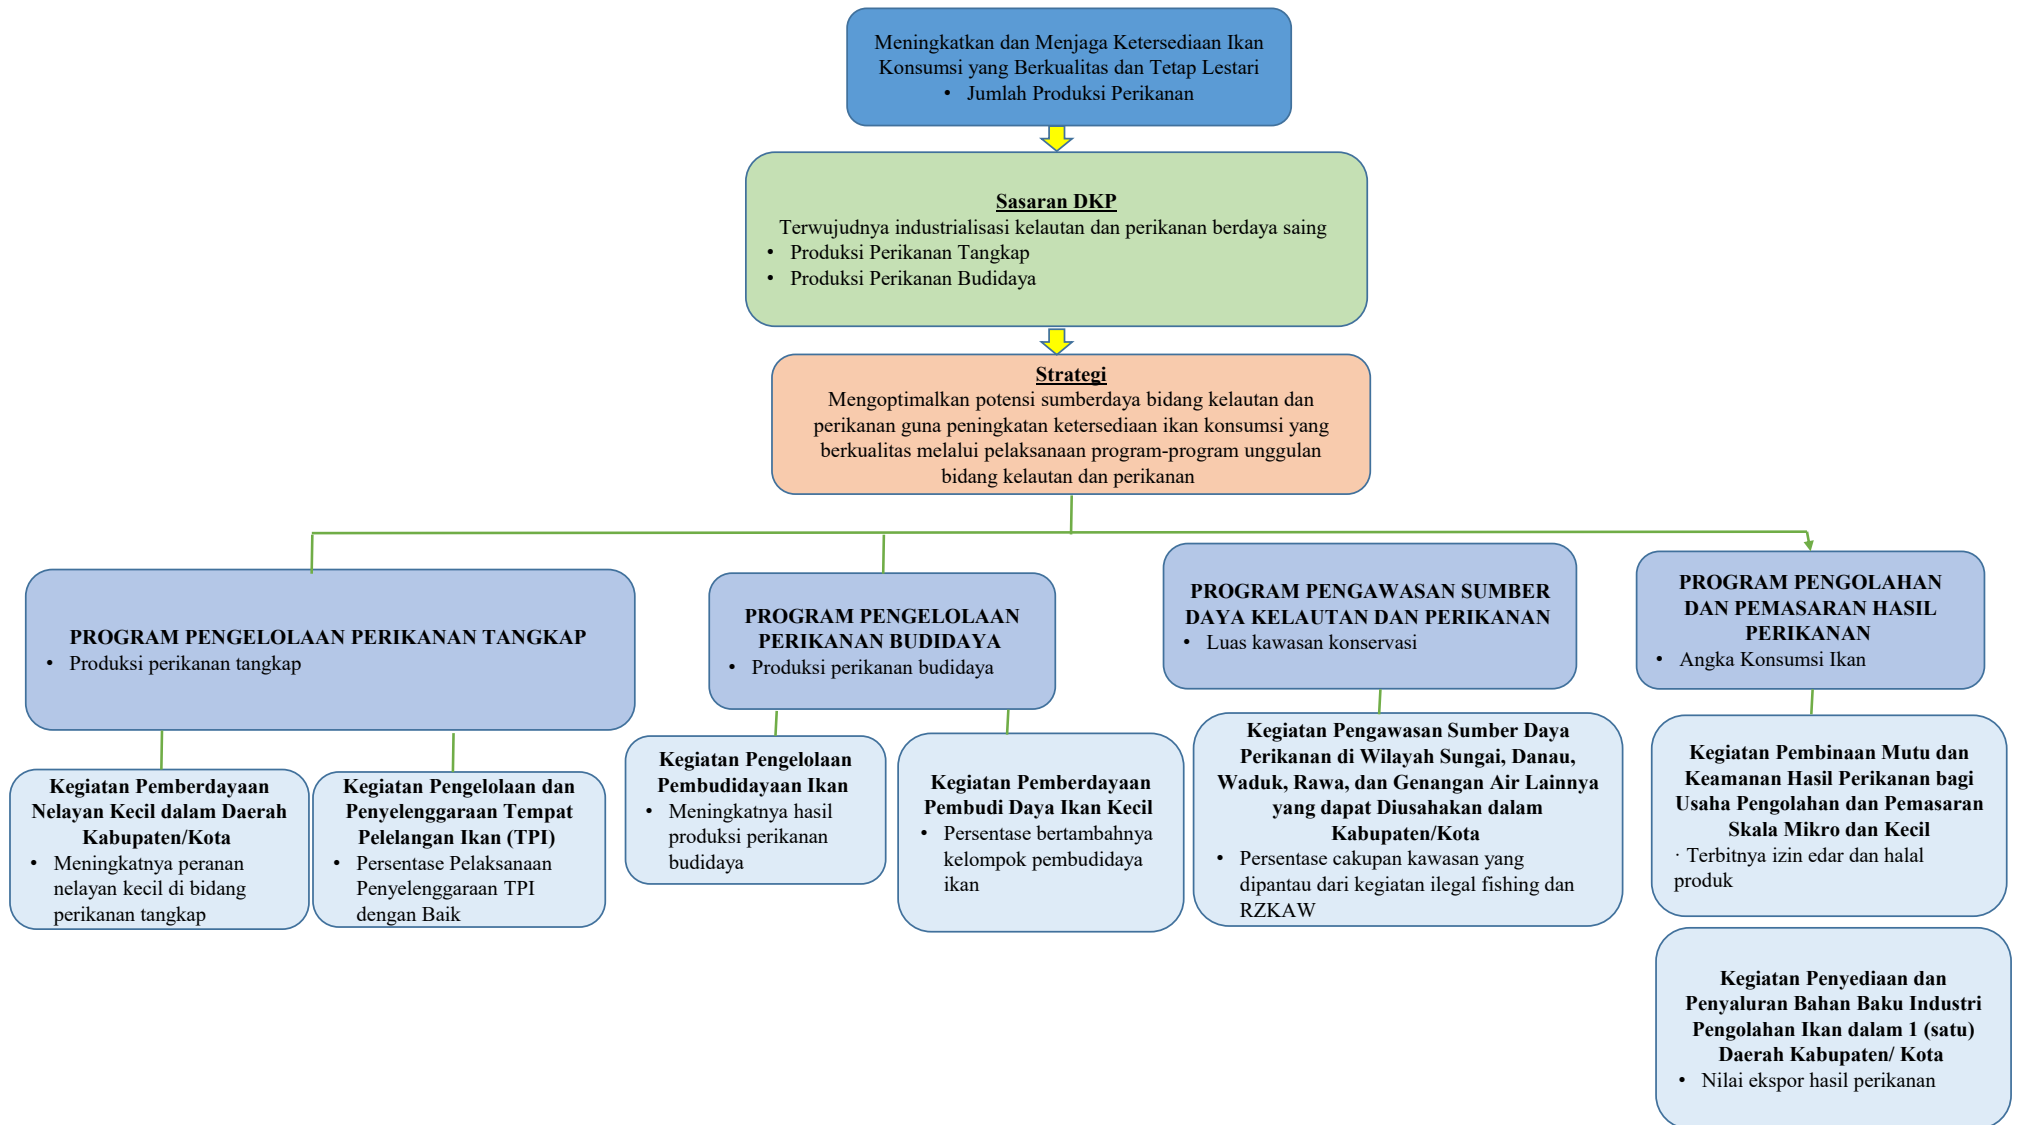 Meningkatkan dan Menjaga Ketersediaan Ikan
Konsumsi yang Berkualitas dan Tetap Lestari
• Jumlah Produksi Perikanan
Sasaran DKP
Terwujudnya industrialisasi kelautan dan perikanan berdaya saing
• Produksi Perikanan Tangkap
• Produksi Perikanan Budidaya
Strategi
Mengoptimalkan potensi sumberdaya bidang kelautan dan
perikanan guna peningkatan ketersediaan ikan konsumsi yang
berkualitas melalui pelaksanaan program-program unggulan
bidang kelautan dan perikanan
PROGRAM PENGELOLAAN PERIKANAN TANGKAP
• Produksi perikanan tangkap
PROGRAM PENGELOLAAN
PERIKANAN BUDIDAYA
• Produksi perikanan budidaya
PROGRAM PENGAWASAN SUMBER
DAYA KELAUTAN DAN PERIKANAN
• Luas kawasan konservasi
PROGRAM PENGOLAHAN
DAN PEMASARAN HASIL
PERIKANAN
• Angka Konsumsi Ikan
Kegiatan Pemberdayaan
Nelayan Kecil dalam Daerah
Kabupaten/Kota
• Meningkatnya peranan
nelayan kecil di bidang
perikanan tangkap
Kegiatan Pengelolaan dan
Penyelenggaraan Tempat
Pelelangan Ikan (TPI)
• Persentase Pelaksanaan
Penyelenggaraan TPI
dengan Baik
Kegiatan Pengelolaan
Pembudidayaan Ikan
• Meningkatnya hasil
produksi perikanan
budidaya
Kegiatan Pemberdayaan
Pembudi Daya Ikan Kecil
• Persentase bertambahnya
kelompok pembudidaya
ikan
Kegiatan Pengawasan Sumber Daya
Perikanan di Wilayah Sungai, Danau,
Waduk, Rawa, dan Genangan Air Lainnya
yang dapat Diusahakan dalam
Kabupaten/Kota
• Persentase cakupan kawasan yang
dipantau dari kegiatan ilegal fishing dan
RZKAW
Kegiatan Pembinaan Mutu dan
Keamanan Hasil Perikanan bagi
Usaha Pengolahan dan Pemasaran
Skala Mikro dan Kecil
· Terbitnya izin edar dan halal
produk
Kegiatan Penyediaan dan
Penyaluran Bahan Baku Industri
Pengolahan Ikan dalam 1 (satu)
Daerah Kabupaten/ Kota
• Nilai ekspor hasil perikanan